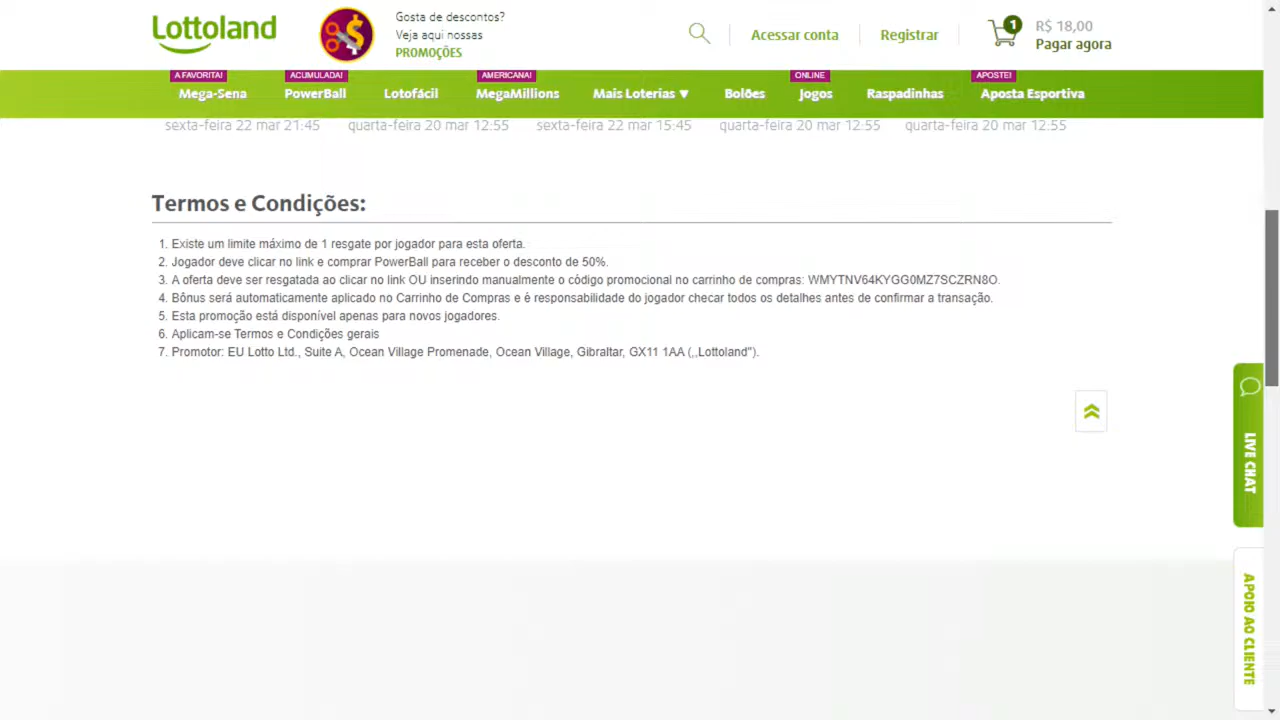 Lottoland
Gosta de descontos?
Veja aqui nossas
PROMOÇÕES
Acessar conta
Registrar
1
R$ 18,00
Pagar agora
A FAVORITA!
ACUMULADA!
AMERICANA!
ONLINE
APOSTE!
Mega-Sena
PowerBall
Lotofácil
MegaMillions
Mais Loterias ▼
Bolões
Jogos
Raspadinhas
Aposta Esportiva
sexta-feira 22 mar 21:45
quarta-feira 20 mar 12:55
sexta-feira 22 mar 15:45
quarta-feira 20 mar 12:55
quarta-feira 20 mar 12:55
Termos e Condições:
1. Existe um limite máximo de 1 resgate por jogador para esta oferta.
2. Jogador deve clicar no link e comprar PowerBall para receber o desconto de 50%.
3. A oferta deve ser resgatada ao clicar no link OU inserindo manualmente o código promocional no carrinho de compras: WMYTNV64KYGG0MZ7SCZRN8O.
4. Bônus será automaticamente aplicado no Carrinho de Compras e é responsabilidade do jogador checar todos os detalhes antes de confirmar a transação.
5. Esta promoção está disponível apenas para novos jogadores.
6. Aplicam-se Termos e Condições gerais
7. Promotor: EU Lotto Ltd., Suite A, Ocean Village Promenade, Ocean Village, Gibraltar, GX11 1AA (,,Lottoland").
LIVE CHAT
APOIO AO CLIENTE